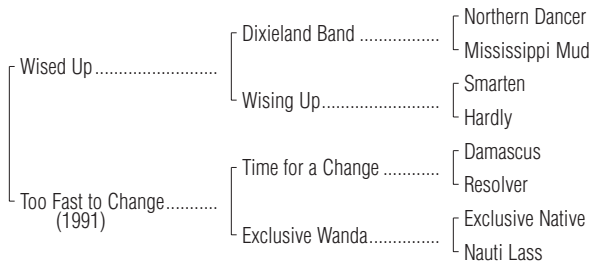 Northern Dancer
Dixieland Band .................
Mississippi Mud
Wised Up..........................
Smarten
Wising Up.........................
Hardly
Damascus
Time for a Change ............
Resolver
Too Fast to Change...........
(1991)
Exclusive Native
Exclusive Wanda...............
Nauti Lass